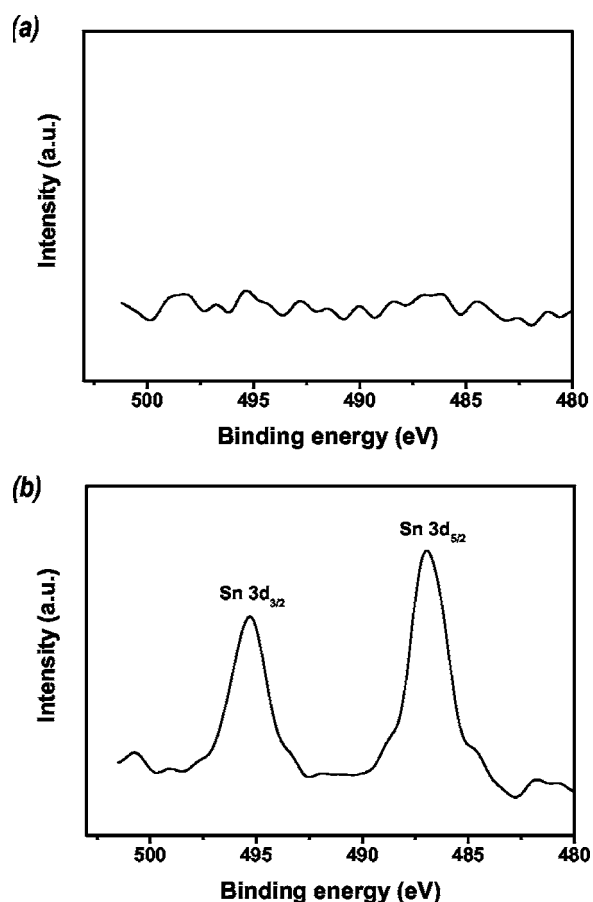 (a)
Intensity (a.u.)
500 495 490 485 480
Binding energy (eV)
(b)
Sn 3d5/2
Sn 3d3/2
Intensity (a.u.)
500 495 490 485 480
Binding energy (eV)